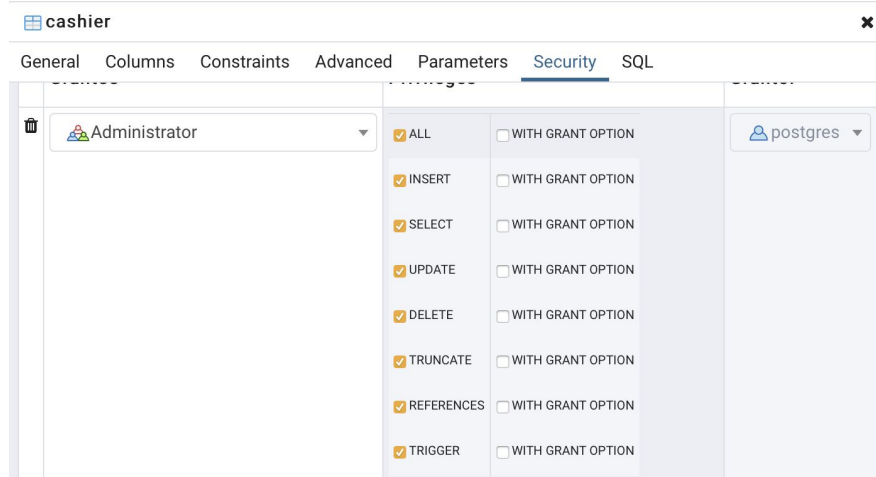 cashier
General Columns Constraints Advanced Parameters Security SQL
Administrator
ALL WITH GRANT OPTION
postgres
INSERT WITH GRANT OPTION
SELECT WITH GRANT OPTION
UPDATE WITH GRANT OPTION
DELETE WITH GRANT OPTION
TRUNCATE WITH GRANT OPTION
REFERENCES WITH GRANT OPTION
TRIGGER WITH GRANT OPTION